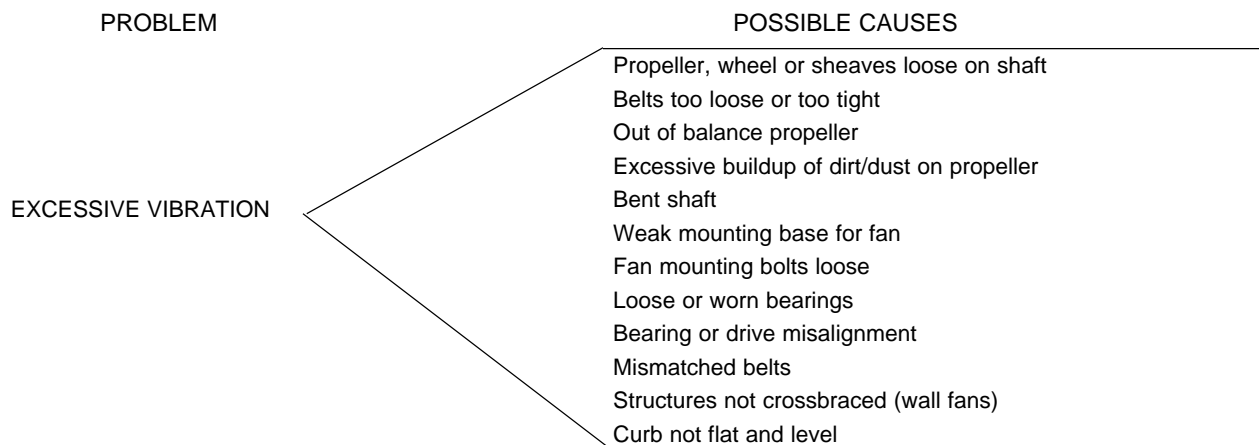 PROBLEM
POSSIBLE CAUSES
EXCESSIVE VIBRATION
Propeller, wheel or sheaves loose on shaft
Belts too loose or too tight
Out of balance propeller
Excessive buildup of dirt/dust on propeller
Bent shaft
Weak mounting base for fan
Fan mounting bolts loose
Loose or worn bearings
Bearing or drive misalignment
Mismatched belts
Structures not crossbraced (wall fans)
Curb not flat and level